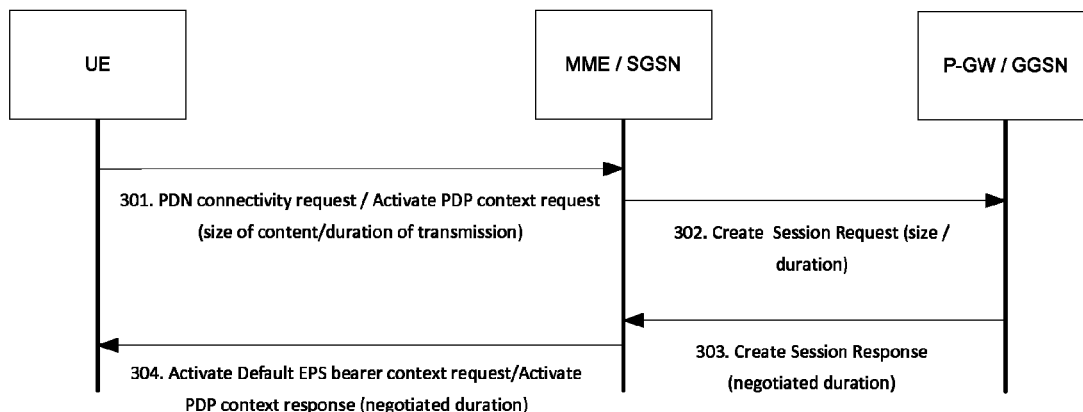 UE
MME / SGSN
P-GW / GGSN
301. PDN connectivity request / Activate PDP context request
(size of content/duration of transmission)
302. Create Session Request (size /
duration)
303. Create Session Response
(negotiated duration)
304. Activate Default EPS bearer context request/Activate
PDP context response (negotiated duration)